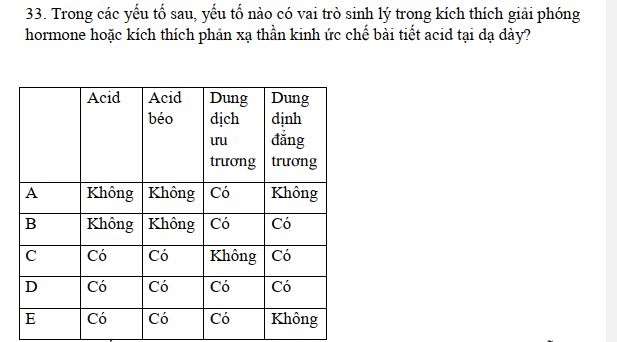 33. Trong các yếu tố sau, yếu tố nào có vai trò sinh lý trong kích thích giải phóng
hormone hoặc kích thích phản xạ thần kinh ức chế bài tiết acid tại dạ dày?
Acid Acid Dung Dung
béo dịch dịnh
ưu đẳng
trương trương
A Không Không Có Không
B Không Không Có Có
C Có Có Không Có
D Có Có Có Có
E Có Có Có Không